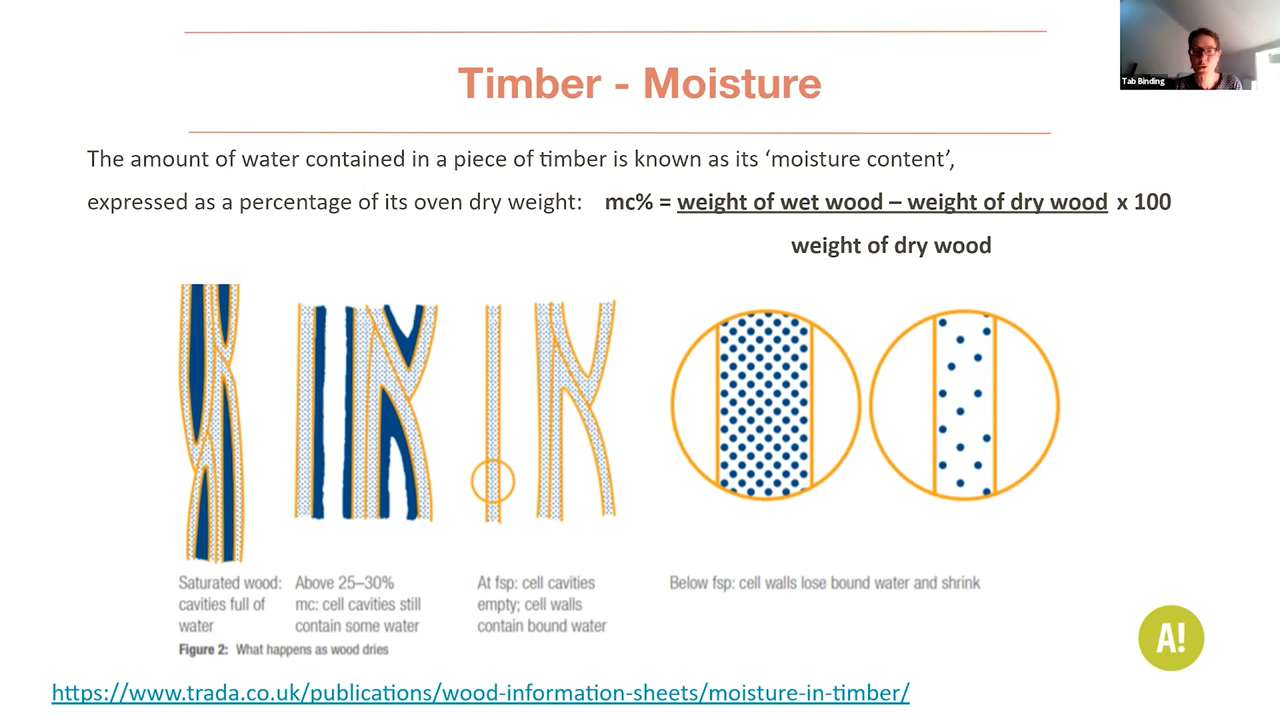 Tab Binding
Timber - Moisture
The amount of water contained in a piece of timber is known as its ‘moisture content’,
expressed as a percentage of its oven dry weight: mc% = weight of wet wood – weight of dry wood x 100
weight of dry wood
Saturated wood:
cavities full of
water
Above 25–30%
mc: cell cavities still
contain some water
At fsp: cell cavities
empty; cell walls
contain bound water
Below fsp: cell walls lose bound water and shrink
Figure 2: What happens as wood dries
A!
https://www.trada.co.uk/publications/wood-information-sheets/moisture-in-timber/